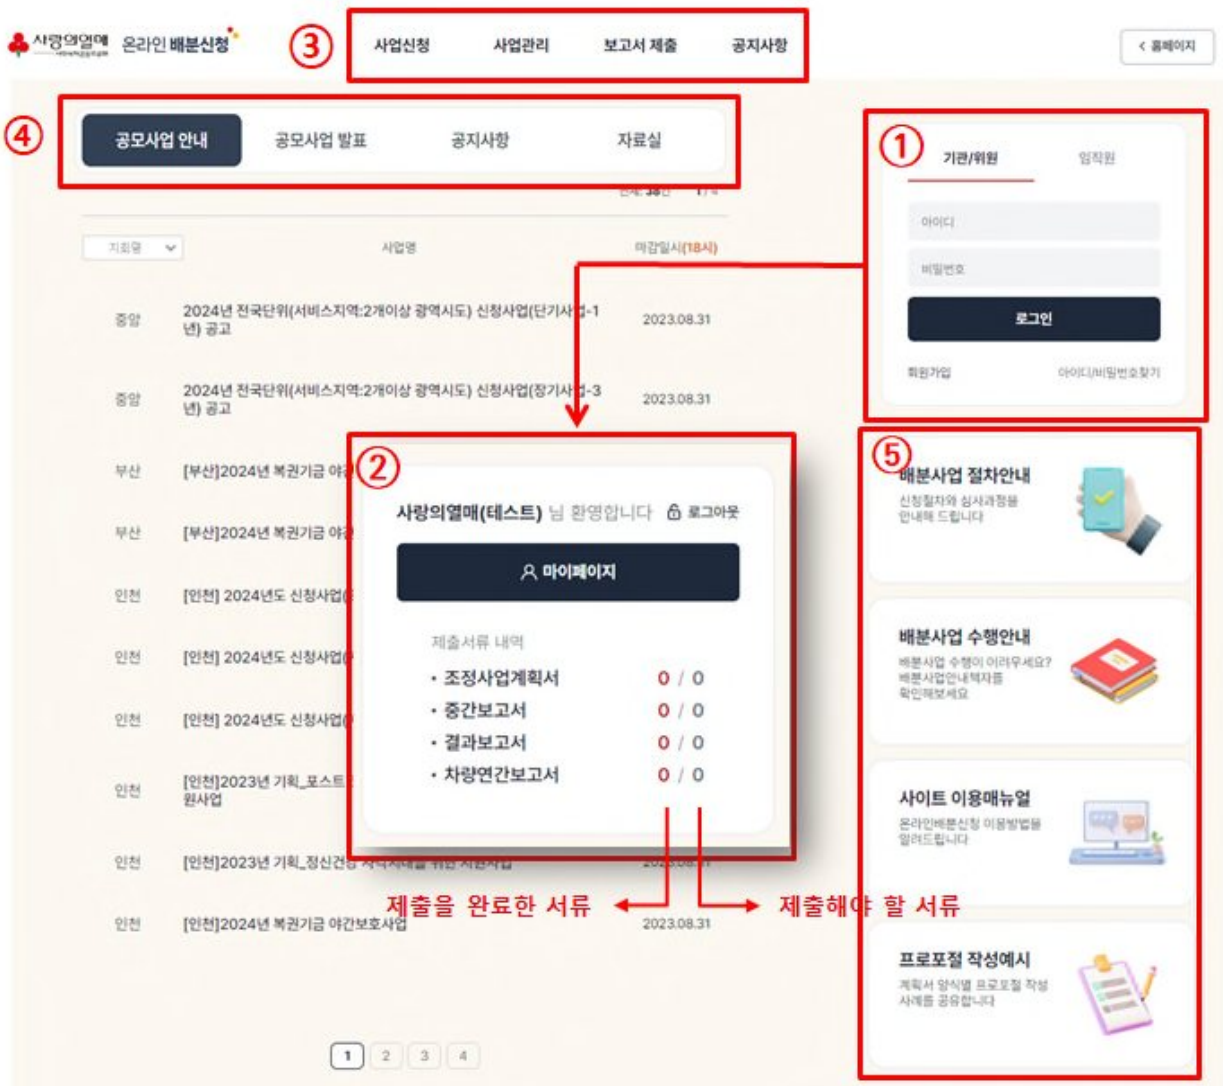 사랑의열매 온라인 배분신청
③
사업신청 사업관리 보고서 제출 공지사항
< 홈페이지
④
공모사업 안내 공모사업 발표 공지사항 자료실
전체: 38건 1 / 4
지회명 사업명 마감일시(18시)
중앙 2024년 전국단위(서비스지역:2개이상 광역시도) 신청사업(단기사업-1
년) 공고 2023.08.31
중앙 2024년 전국단위(서비스지역:2개이상 광역시도) 신청사업(장기사업-3
년) 공고 2023.08.31
부산 [부산]2024년 복권기금 야간
부산 [부산]2024년 복권기금 야간
인천 [인천] 2024년도 신청사업(
인천 [인천] 2024년도 신청사업(
인천 [인천] 2024년도 신청사업(
인천 [인천]2023년 기획_포스트
원사업
인천 [인천]2023년 기획_정신건강 사각지대를 위한 지원사업 2023.08.31
인천 [인천]2024년 복권기금 야간보호사업 2023.08.31
1 2 3 4
①
기관/위원 임직원
아이디
비밀번호
로그인
회원가입 아이디/비밀번호찾기
②
사랑의열매(테스트) 님 환영합니다 로그아웃
마이페이지
제출서류 내역
• 조정사업계획서 0 / 0
• 중간보고서 0 / 0
• 결과보고서 0 / 0
• 차량연간보고서 0 / 0
제출을 완료한 서류 제출해야 할 서류
⑤
배분사업 절차안내
신청절차와 심사과정을
안내해 드립니다
배분사업 수행안내
배분사업 수행이 어려우세요?
배분사업안내책자를
확인해보세요
사이트 이용매뉴얼
온라인배분신청 이용방법을
알려드립니다
프로포절 작성예시
계획서 양식별 프로포절 작성
사례를 공유합니다